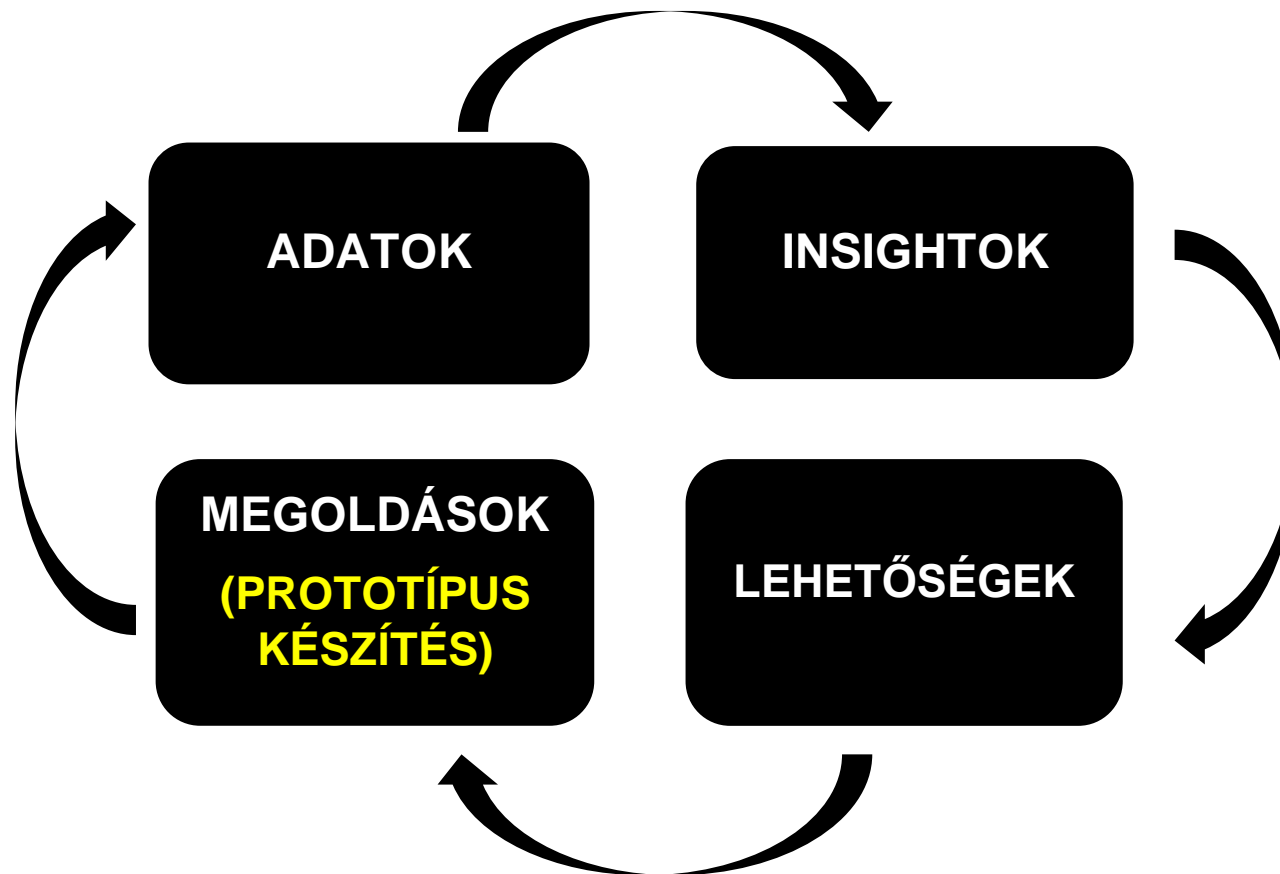 ADATOK
INSIGHTOK
MEGOLDÁSOK
(PROTOTÍPUS
KÉSZÍTÉS)
LEHETŐSÉGEK